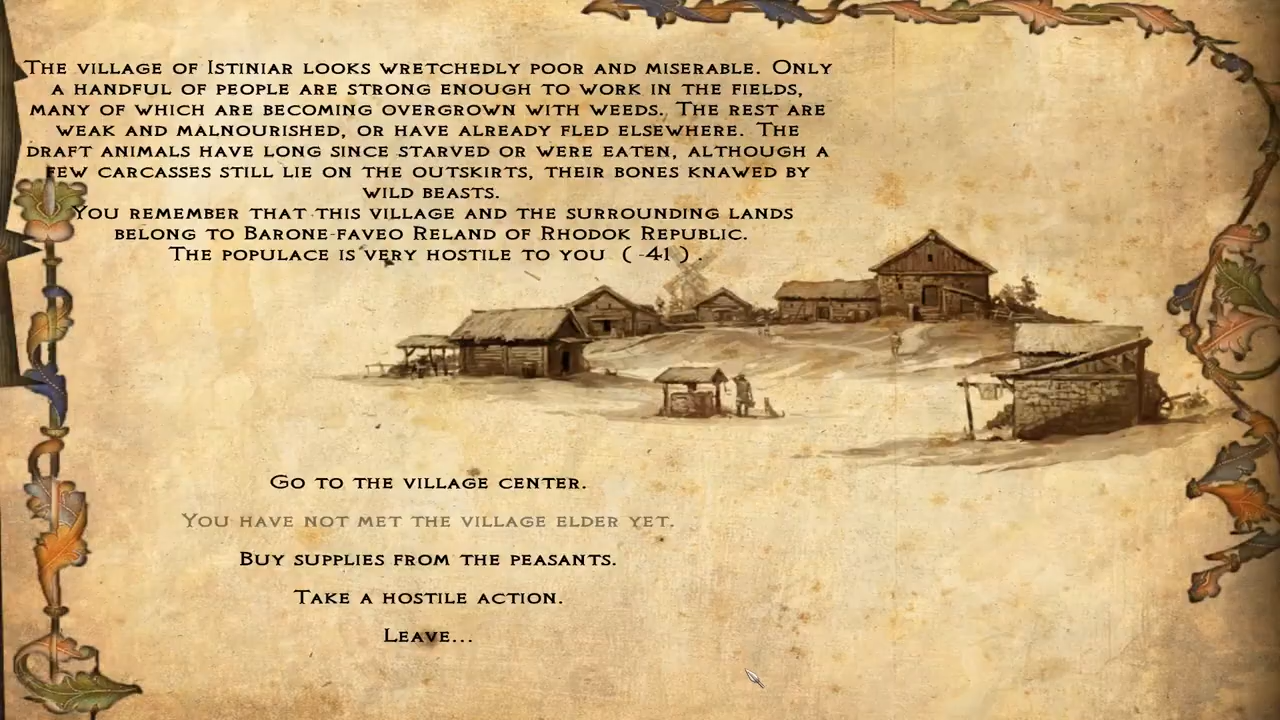 The village of Istiniar looks wretchedly poor and miserable. Only
a handful of people are strong enough to work in the fields,
many of which are becoming overgrown with weeds. The rest are
weak and malnourished, or have already fled elsewhere. The
draft animals have long since starved or were eaten, although a
few carcasses still lie on the outskirts, their bones knawed by
wild beasts.
You remember that this village and the surrounding lands
belong to Barone-faveo Reland of Rhodok Republic.
The populace is very hostile to you ( -41 ) .
Go to the village center.
You have not met the village elder yet.
Buy supplies from the peasants.
Take a hostile action.
Leave...